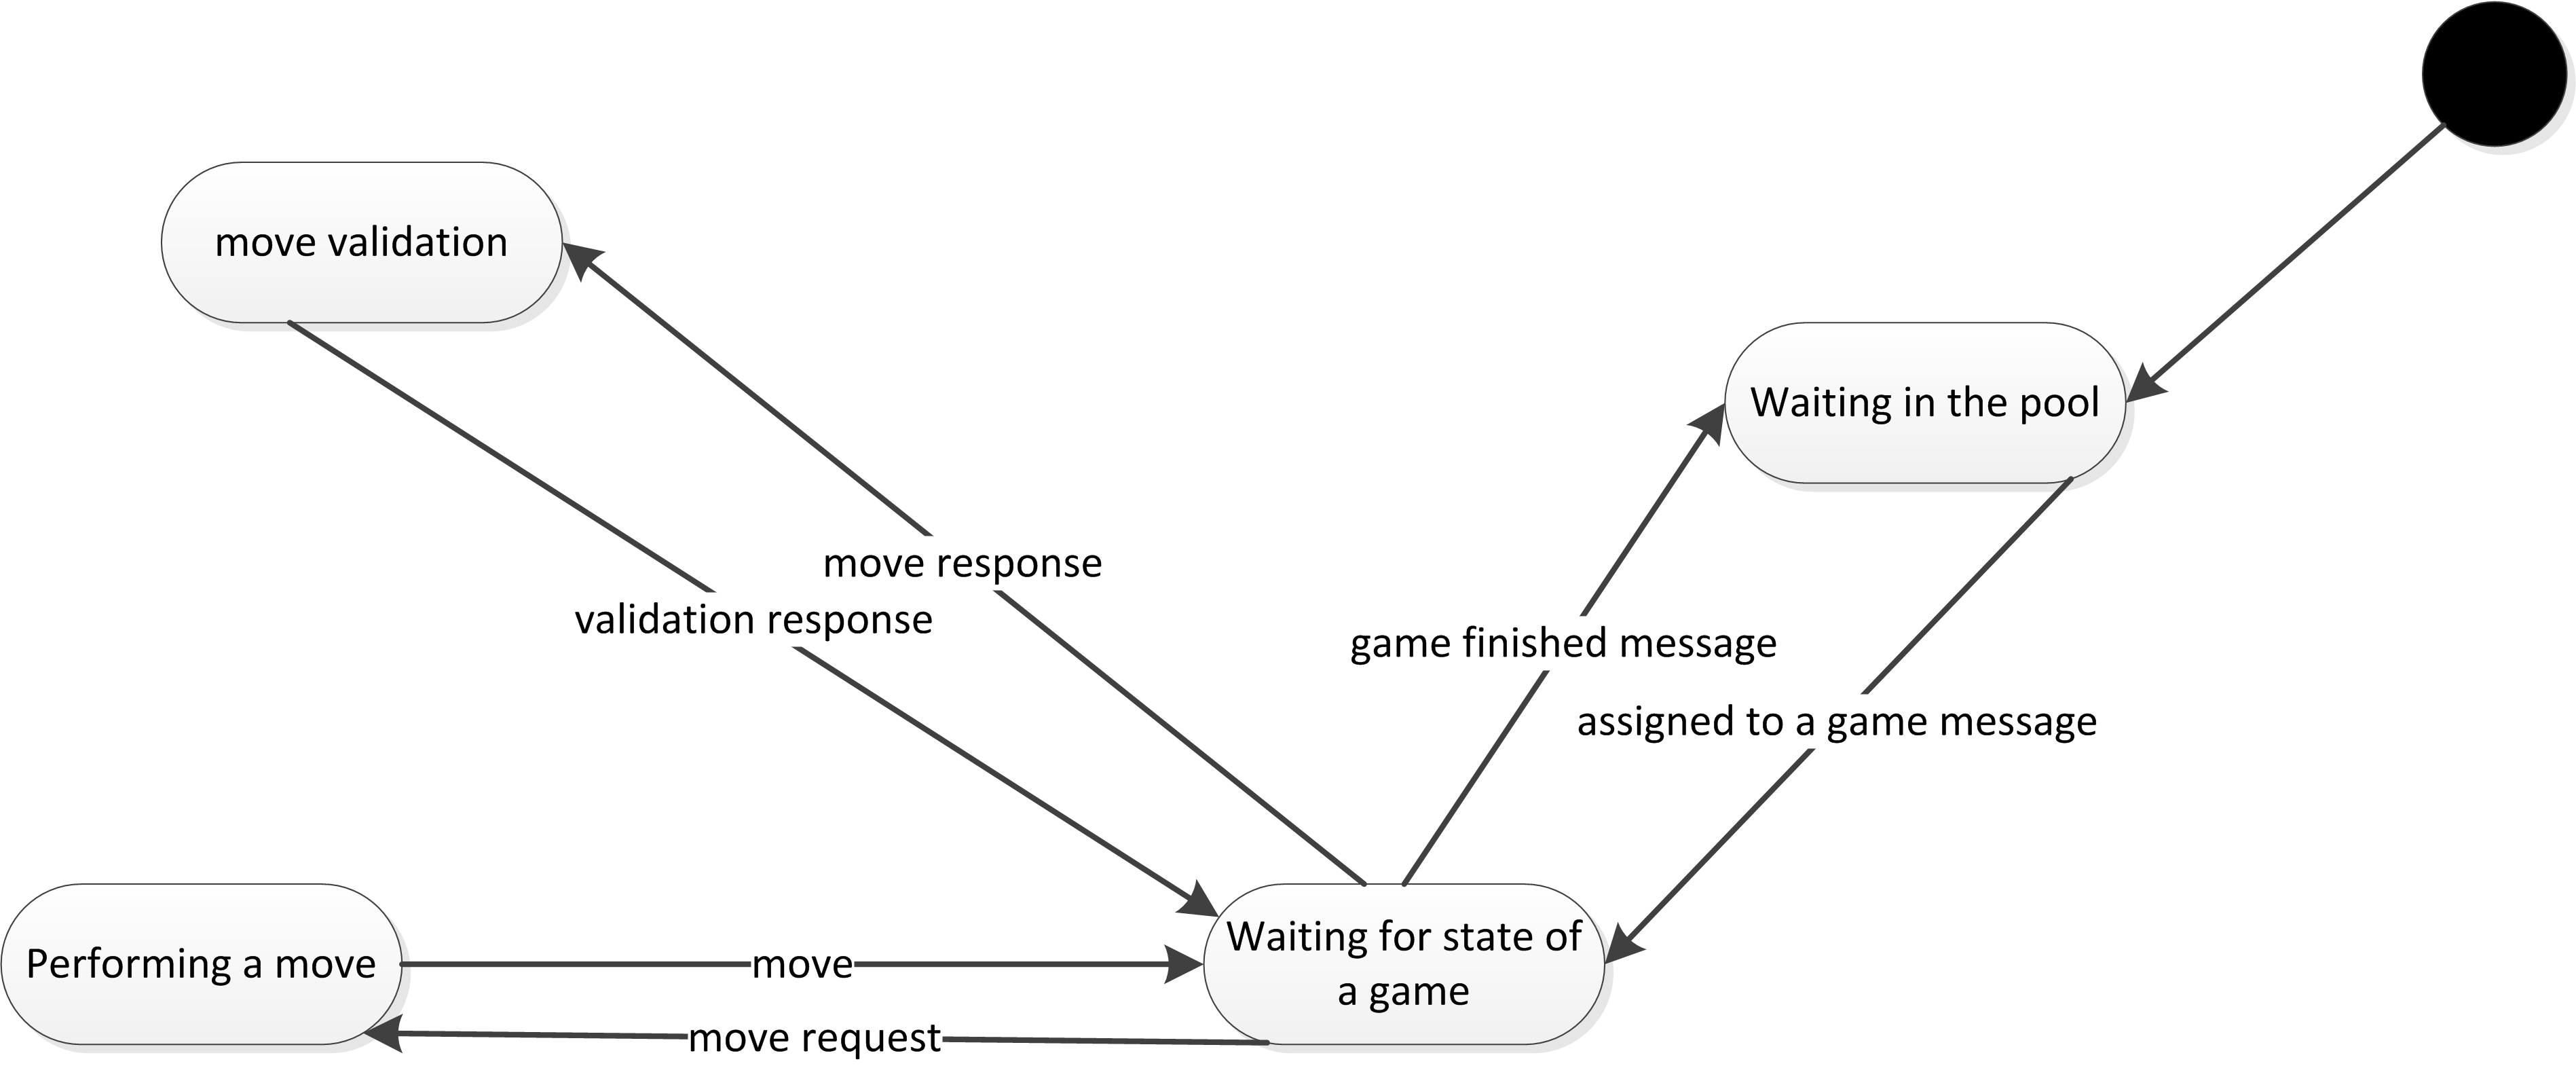 move validation
Waiting in the pool
move response
validation response
game finished message
assigned to a game message
Waiting for state of
a game
Performing a move
move
move request